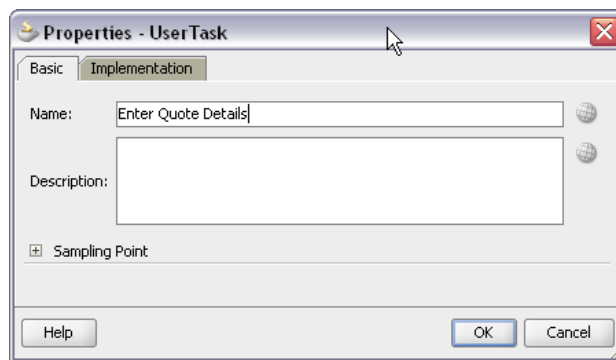 Properties - UserTask
Basic Implementation
Name: Enter Quote Details
Description:
Sampling Point
Help OK Cancel